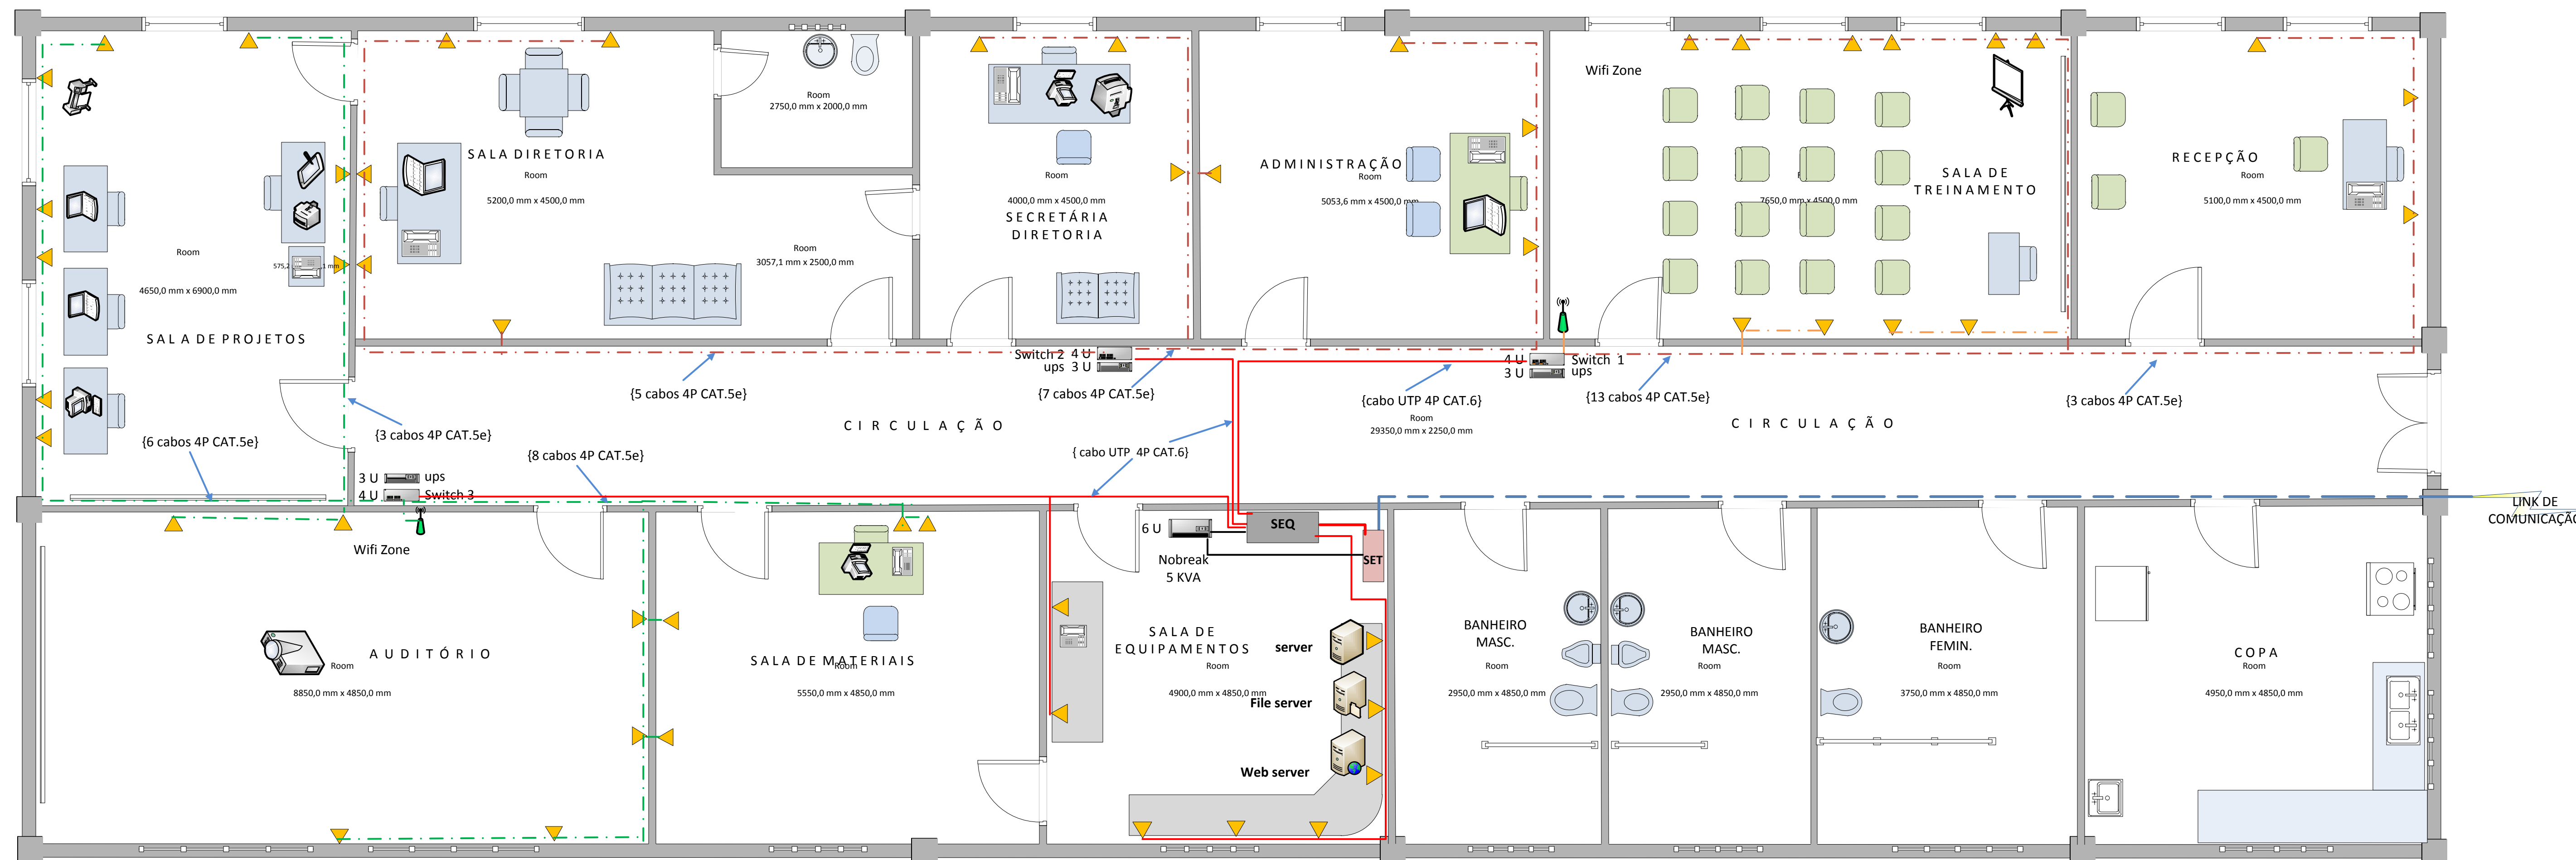 Room
2750,0 mm x 2000,0 mm
SALA DIRETORIA
Room
5200,0 mm x 4500,0 mm
Room
3057,1 mm x 2500,0 mm
Room
4000,0 mm x 4500,0 mm
SECRETÁRIA
DIRETORIA
ADMINISTRAÇÃO
Room
5053,6 mm x 4500,0 mm
Wifi Zone
SALA DE
TREINAMENTO
7650,0 mm x 4500,0 mm
RECEPÇÃO
Room
5100,0 mm x 4500,0 mm
Room
4650,0 mm x 6900,0 mm
SALA DE PROJETOS
Switch 2 4 U
ups 3 U
4 U Switch 1
3 U ups
{5 cabos 4P CAT.5e}
{7 cabos 4P CAT.5e}
{cabo UTP 4P CAT.6}
{13 cabos 4P CAT.5e}
{3 cabos 4P CAT.5e}
Room
29350,0 mm x 2250,0 mm
CIRCULAÇÃO
CIRCULAÇÃO
{6 cabos 4P CAT.5e}
{3 cabos 4P CAT.5e}
{8 cabos 4P CAT.5e}
{ cabo UTP 4P CAT.6}
3 U ups
4 U Switch 3
LINK DE
COMUNICAÇÃO
Wifi Zone
6 U
SEQ
SET
Nobreak
5 KVA
AUDITÓRIO
Room
8850,0 mm x 4850,0 mm
SALA DE MATERIAIS
Room
5550,0 mm x 4850,0 mm
SALA DE
EQUIPAMENTOS
Room
4900,0 mm x 4850,0 mm
server
File server
Web server
BANHEIRO
MASC.
Room
2950,0 mm x 4850,0 mm
BANHEIRO
MASC.
Room
2950,0 mm x 4850,0 mm
BANHEIRO
FEMIN.
Room
3750,0 mm x 4850,0 mm
COPA
Room
4950,0 mm x 4850,0 mm